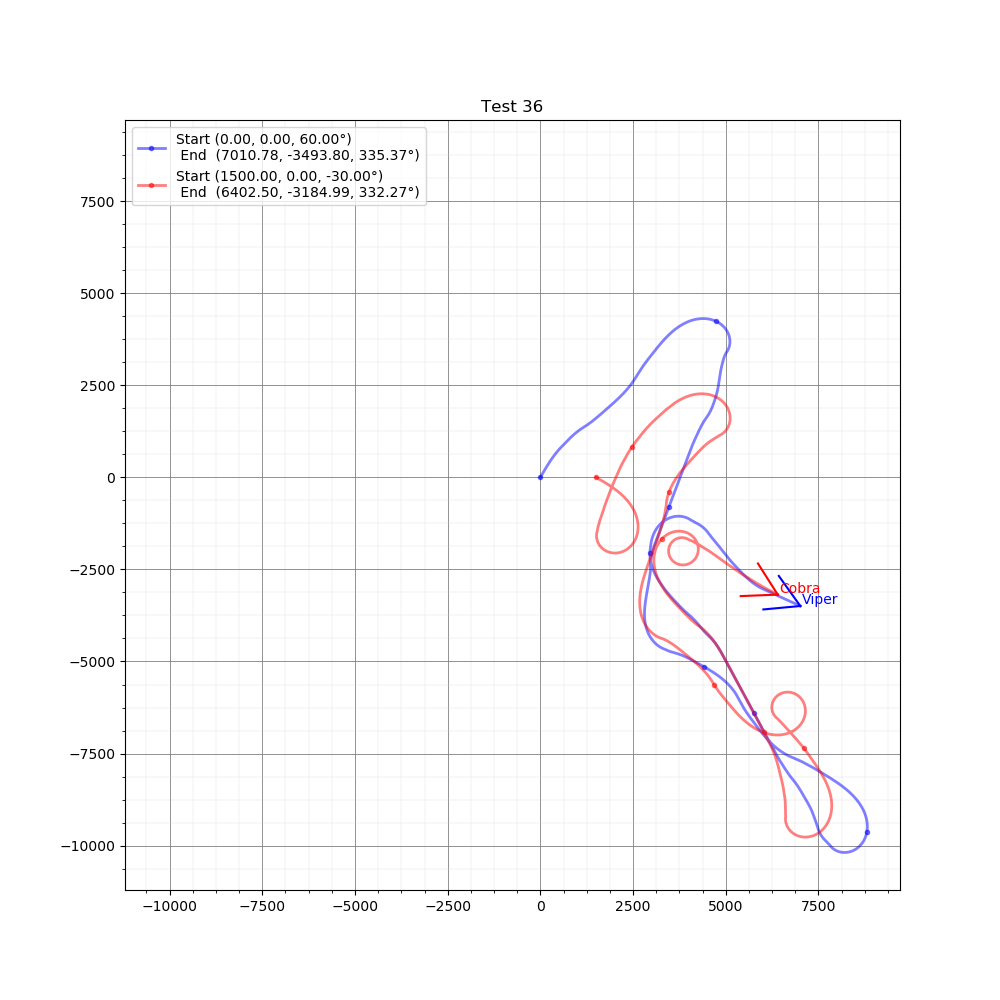 Test 36
Start (0.00, 0.00, 60.00°)
End (7010.78, -3493.80, 335.37°)
Start (1500.00, 0.00, -30.00°)
End (6402.50, -3184.99, 332.27°)
7500
5000
2500
0
−2500
−5000
−7500
−10000
Cobra
Viper
−10000 −7500 −5000 −2500 0 2500 5000 7500